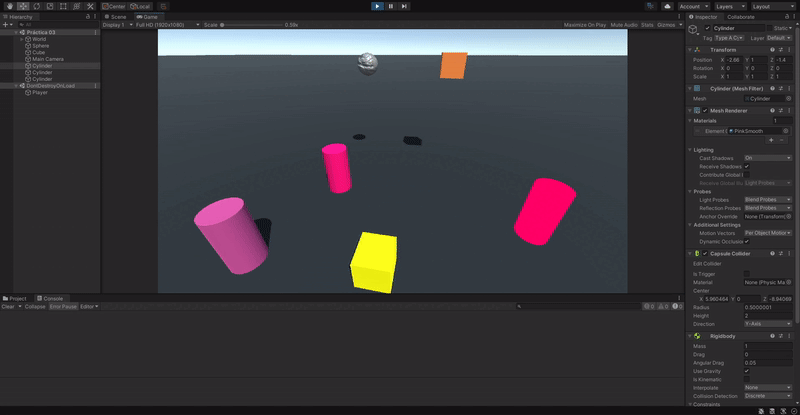 Center
Local
Account
Layers
Layout
Hierarchy
All
Práctica 03
World
Sphere
Cube
Main Camera
Cylinder
Cylinder
Cylinder
DontDestroyOnLoad
Player
Scene
Game
Display 1
Full HD (1920x1080)
Scale
0.59x
Maximize On Play
Mute Audio
Stats
Gizmos
Project
Console
Clear
Collapse
Error Pause
Editor
0
0
0
Inspector
Collaborate
Cylinder
Static
Tag
Layer
Default
Transform
Position
X
-2.96
Y
1
Z
-1.4
Rotation
X
0
Y
0
Z
0
Scale
X
1
Y
1
Z
1
Cylinder (Mesh Filter)
Mesh
Cylinder
Mesh Renderer
Materials
1
PinkSmooth
Lighting
Cast Shadows
On
Receive Shadows
Contribute Global
Light Probes
Probes
Light Probes
Blend Probes
Reflection Probes
Blend Probes
Anchor Override
None (Transform)
Additional Settings
Motion Vectors
Per Object Motion
Dynamic Occlusion
Capsule Collider
Edit Collider
Is Trigger
Material
None (Physic Ma
Center
X
5.960464
Y
0
Z
-8.94069
Radius
0.5000001
Height
2
Direction
Y-Axis
Rigidbody
Mass
1
Drag
0
Angular Drag
0.05
Use Gravity
Is Kinematic
Interpolate
None
Collision Detection
Discrete
Constraints